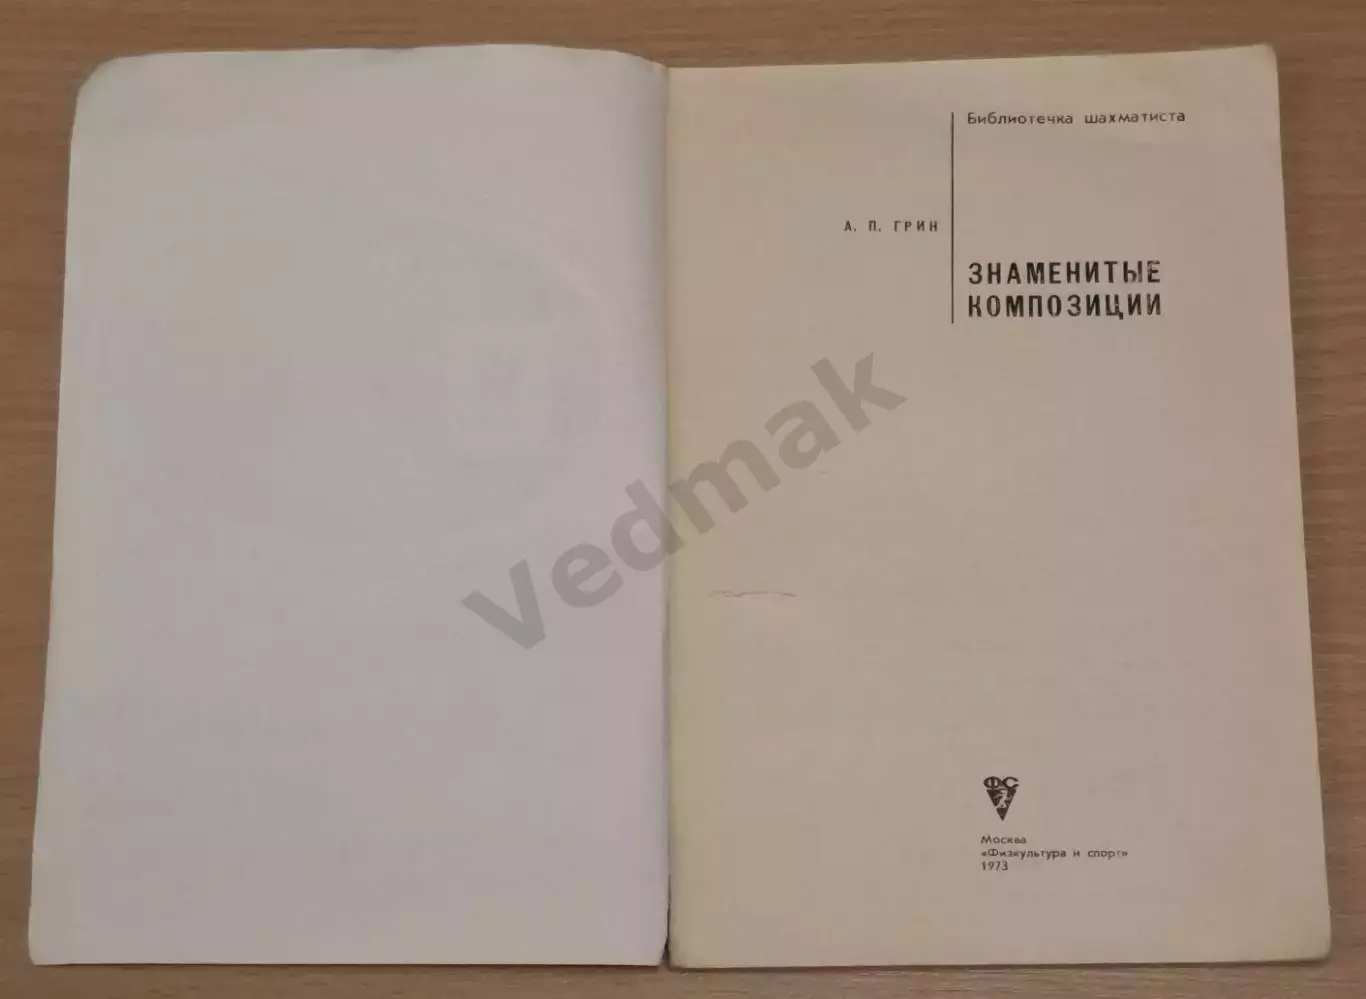 Библиотечка шахматиста
А. П. ГРИН
ЗНАМЕНИТЫЕ
КОМПОЗИЦИИ
Vedmak
ФС
Москва
«Физкультура и спорт»
1973